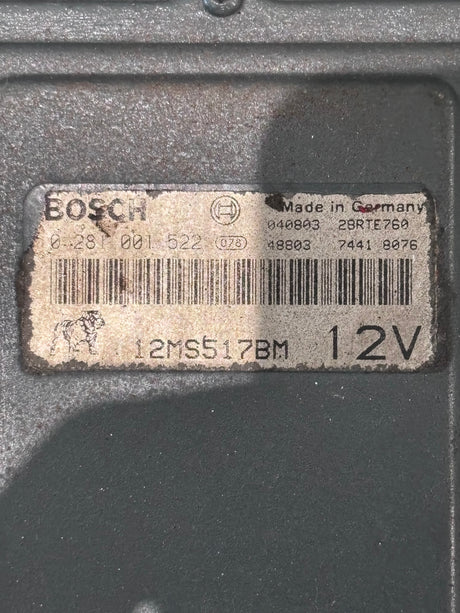 BOSCH
Made in Germany
040803 28RTE760
0 281 001 522 078 48803 7441 8076
12MS517BM 12V